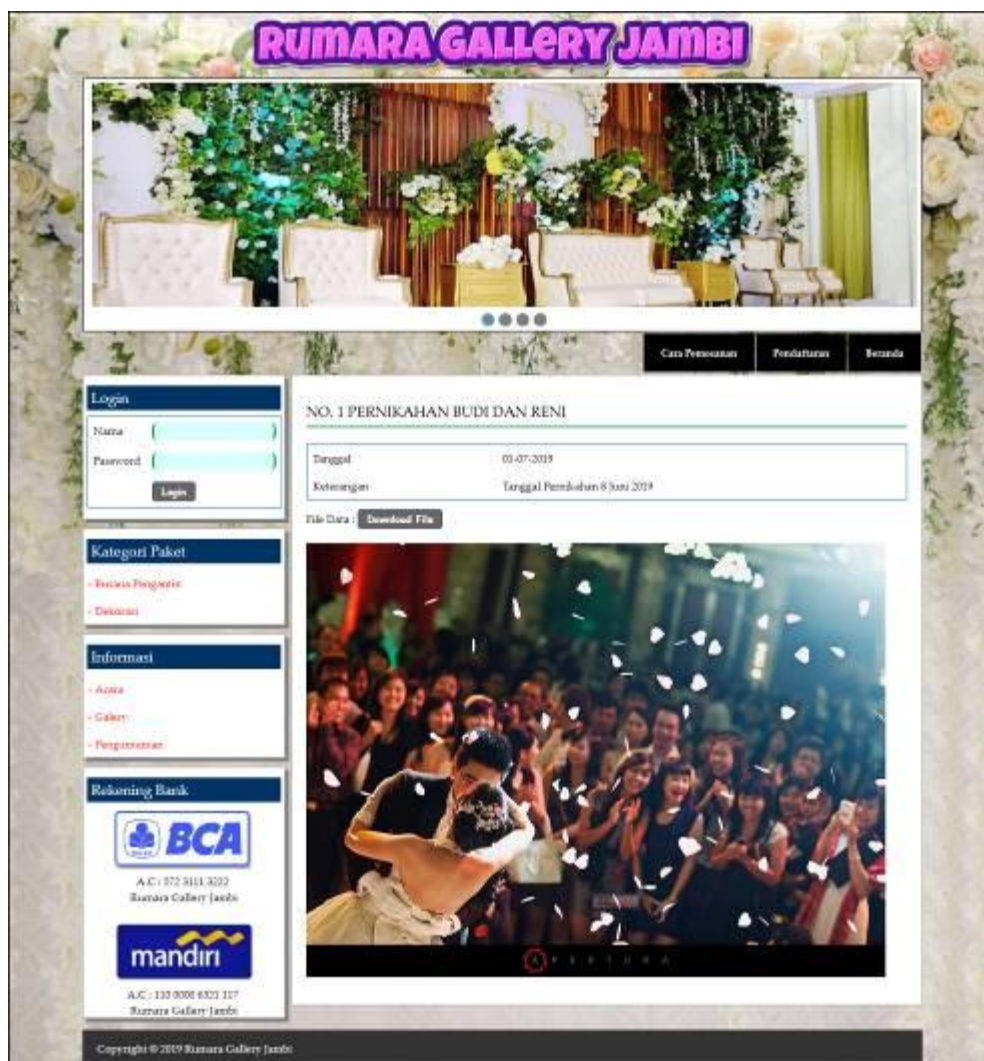 RUMARA GALLERY JAMBI
Cara Pemesanan Pendaftaran Beranda
Login
Nama
Password
Login
Kategori Paket
- Busana Pengantin
- Dekorasi
Informasi
- Acara
- Galery
- Pengumuman
Rekening Bank
BCA
A.C : 072 3111 3222
Rumara Gallery Jambi
mandiri
A.C : 110 0000 6321 117
Rumara Gallery Jambi
NO. 1 PERNIKAHAN BUDI DAN RENI
Tanggal 01-07-2019
Keterangan Tanggal Pernikahan 8 Juni 2019
File Data : Download File
APERTURA
Copyright © 2019 Rumara Gallery Jambi